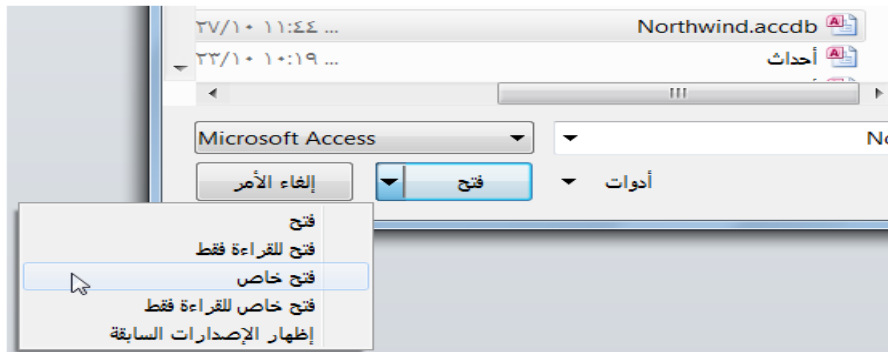 Northwind.accdb ٢٧/١٠ ١١:٤٤ ...
أحداث ٢٣/١٠ ١٠:١٩ ...
Microsoft Access
أدوات فتح إلغاء الأمر
فتح
فتح للقراءة فقط
فتح خاص
فتح خاص للقراءة فقط
إظهار الإصدارات السابقة